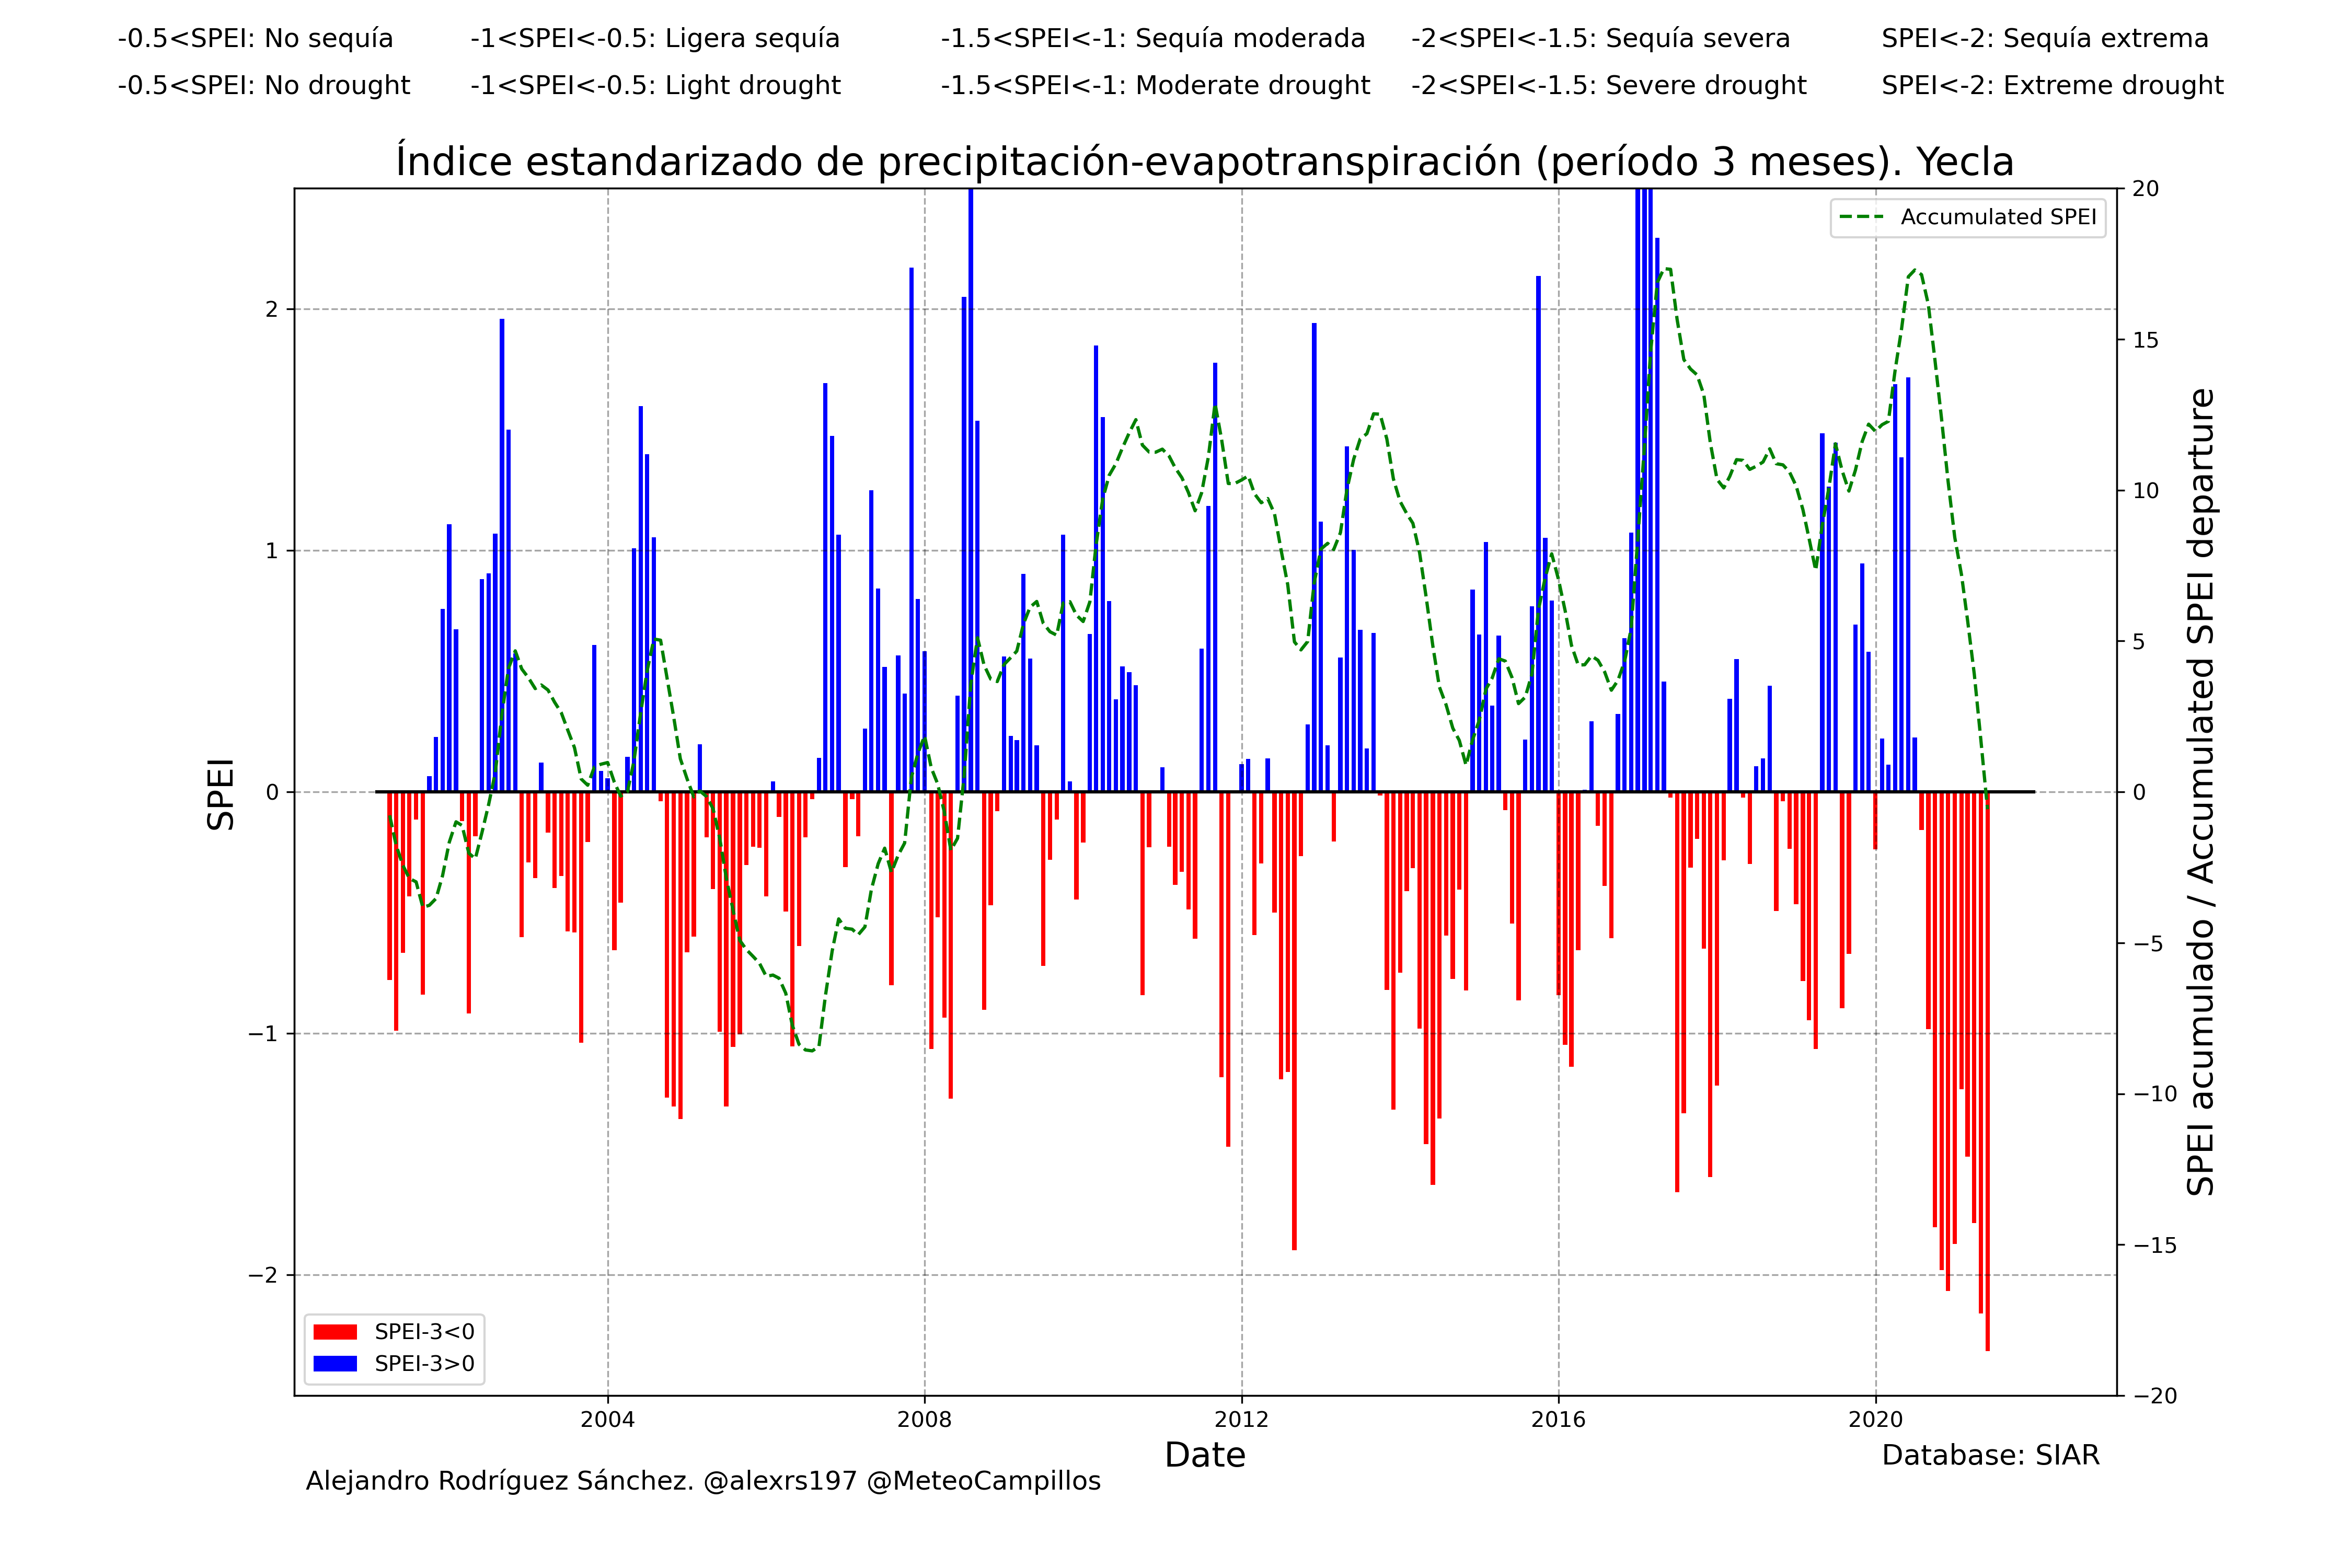 -0.5<SPEI: No sequía -1<SPEI<-0.5: Ligera sequía -1.5<SPEI<-1: Sequía moderada -2<SPEI<-1.5: Sequía severa SPEI<-2: Sequía extrema
-0.5<SPEI: No drought -1<SPEI<-0.5: Light drought -1.5<SPEI<-1: Moderate drought -2<SPEI<-1.5: Severe drought SPEI<-2: Extreme drought
Índice estandarizado de precipitación-evapotranspiración (período 3 meses). Yecla
Accumulated SPEI
SPEI
2
1
0
−1
−2
20
15
10
5
0
−5
−10
−15
−20
SPEI acumulado / Accumulated SPEI departure
SPEI-3<0
SPEI-3>0
2004 2008 2012 2016 2020
Date
Database: SIAR
Alejandro Rodríguez Sánchez. @alexrs197 @MeteoCampillos